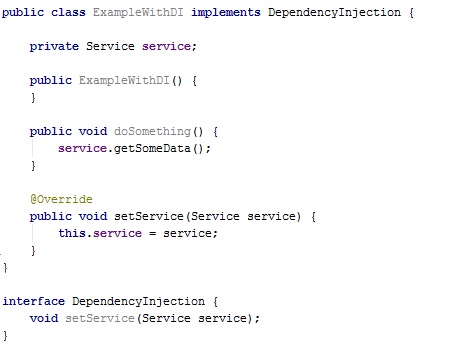 public class ExampleWithDI implements DependencyInjection {
private Service service;
public ExampleWithDI() {
}
public void doSomething() {
service.getSomeData();
}
@Override
public void setService(Service service) {
this.service = service;
}
}
interface DependencyInjection {
void setService(Service service);
}